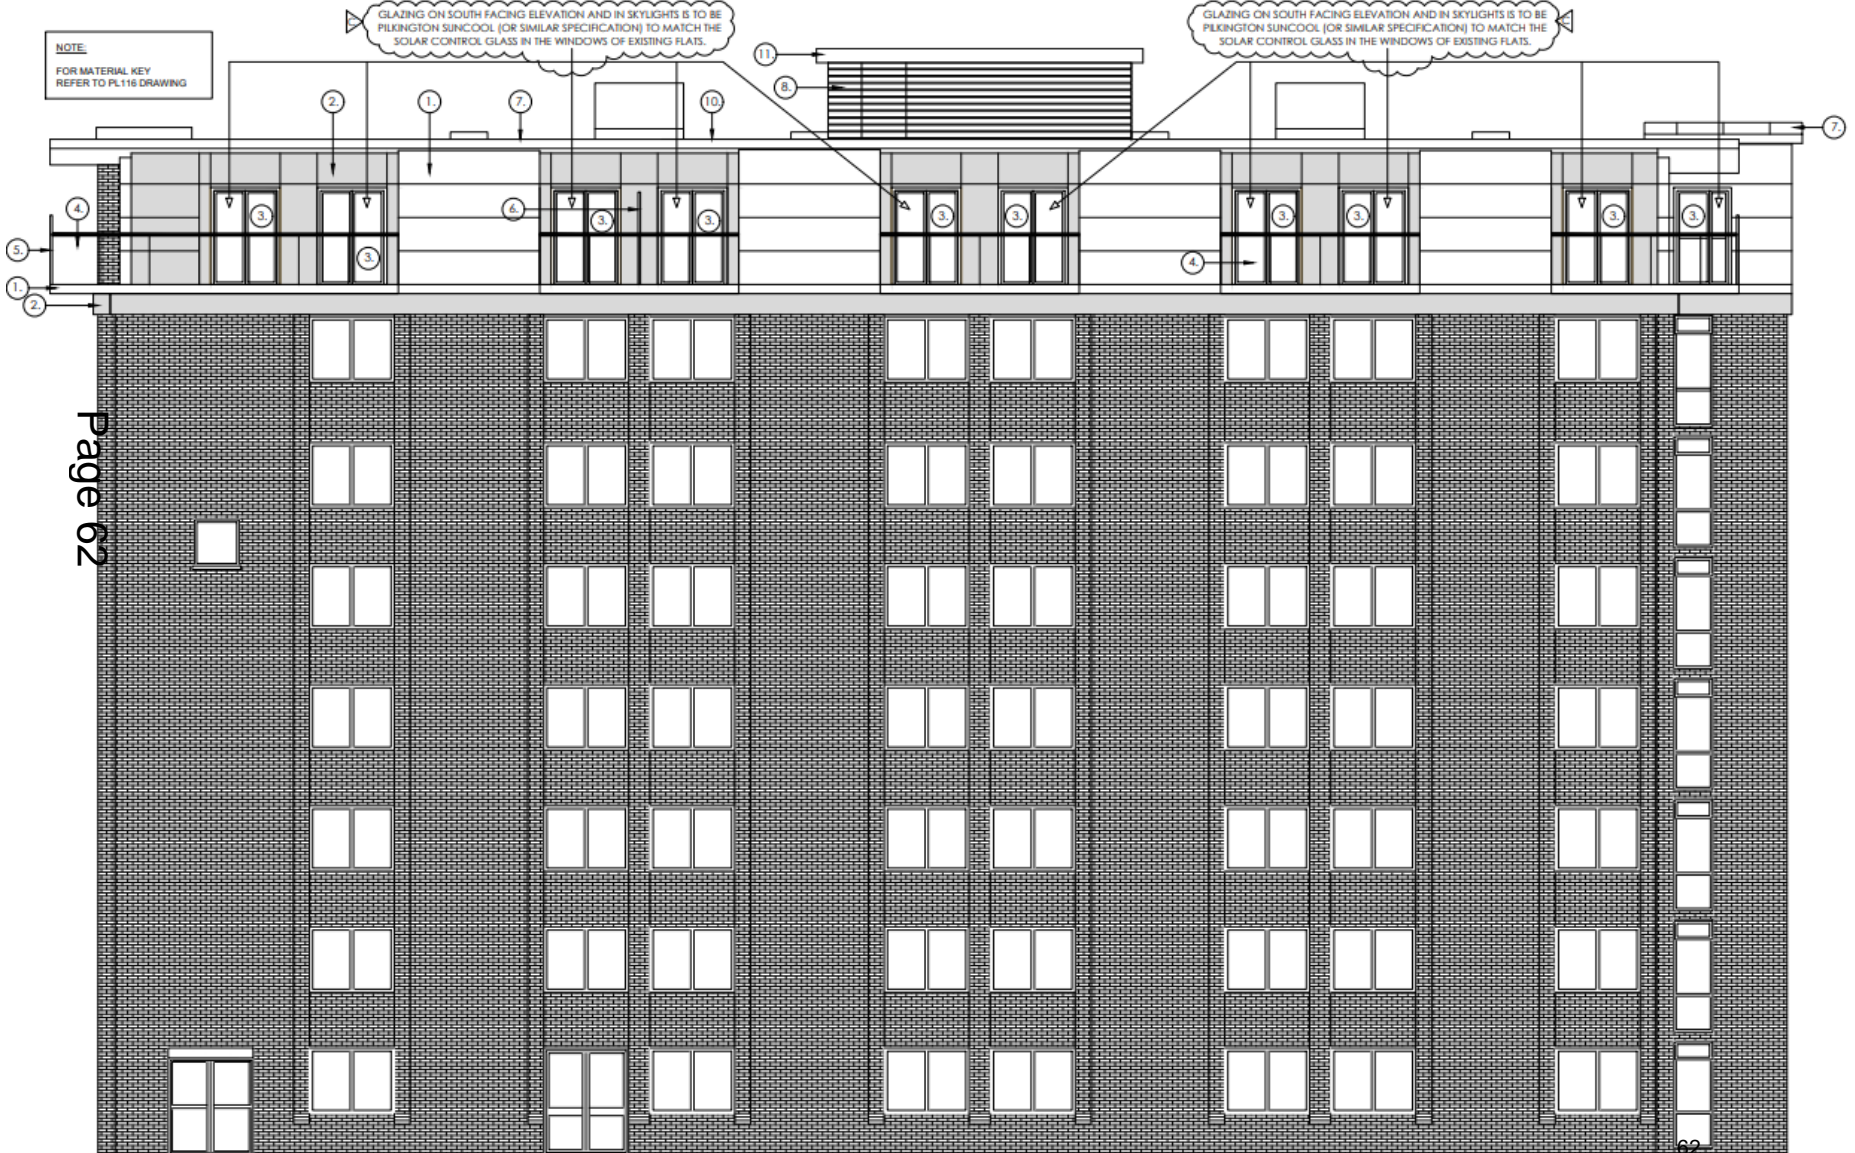 GLAZING ON SOUTH FACING ELEVATION AND IN SKYLIGHTS IS TO BE
PILKINGTON SUNCOOL (OR SIMILAR SPECIFICATION) TO MATCH THE
SOLAR CONTROL GLASS IN THE WINDOWS OF EXISTING FLATS.
GLAZING ON SOUTH FACING ELEVATION AND IN SKYLIGHTS IS TO BE
PILKINGTON SUNCOOL (OR SIMILAR SPECIFICATION) TO MATCH THE
SOLAR CONTROL GLASS IN THE WINDOWS OF EXISTING FLATS.
NOTE:
FOR MATERIAL KEY
REFER TO PL116 DRAWING
11.
8.
2.
1.
7.
10.
7.
4.
6.
3.
3.
3.
3.
3.
3.
3.
3.
3.
5.
3.
4.
1.
2.
Page 62
62